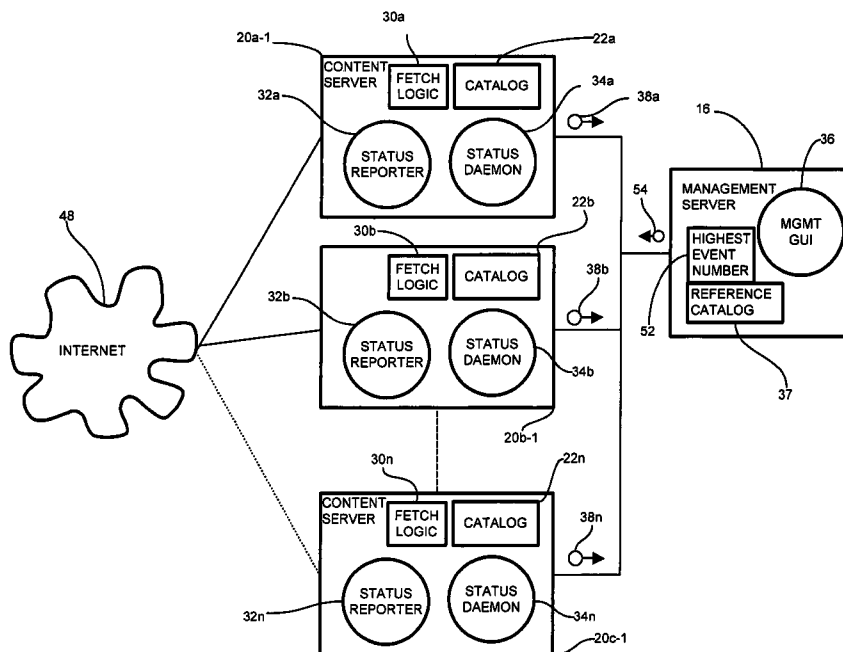 30a
22a
20a-1
CONTENT
SERVER
FETCH
LOGIC
CATALOG
34a
32a
38a
STATUS
REPORTER
STATUS
DAEMON
16
36
MANAGEMENT
SERVER
MGMT
GUI
54
HIGHEST
EVENT
NUMBER
REFERENCE
CATALOG
52
37
48
INTERNET
30b
22b
FETCH
LOGIC
CATALOG
32b
38b
STATUS
REPORTER
STATUS
DAEMON
34b
20b-1
30n
22n
CONTENT
SERVER
FETCH
LOGIC
CATALOG
38n
STATUS
REPORTER
STATUS
DAEMON
32n
34n
20c-1